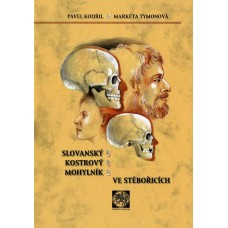 PAVEL KOUŘIL MARKÉTA TYMONOVÁ
SLOVANSKÝ
KOSTROVÝ
MOHYLNÍK
VE STĚBOŘICÍCH